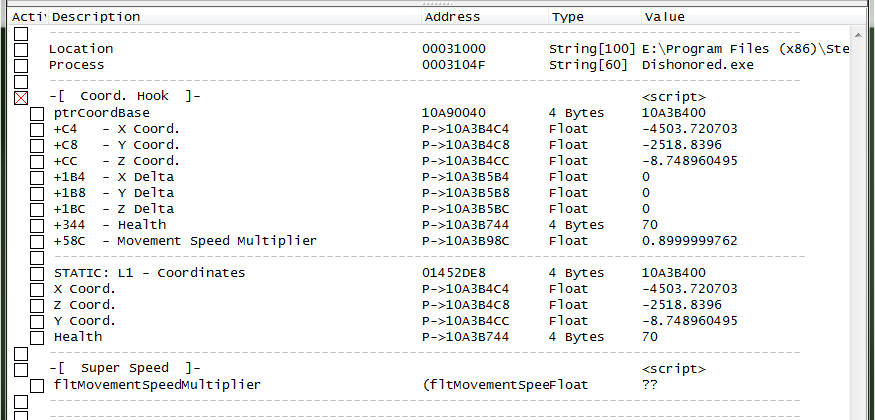 Activ Description Address Type Value
Location 00031000 String[100] E:\Program Files (x86)\Ste
Process 0003104F String[60] Dishonored.exe
-[ Coord. Hook ]- <script>
ptrCoordBase 10A90040 4 Bytes 10A3B400
+C4 - X Coord. P->10A3B4C4 Float -4503.720703
+C8 - Y Coord. P->10A3B4C8 Float -2518.8396
+CC - Z Coord. P->10A3B4CC Float -8.748960495
+1B4 - X Delta P->10A3B5B4 Float 0
+1B8 - Y Delta P->10A3B5B8 Float 0
+1BC - Z Delta P->10A3B5BC Float 0
+344 - Health P->10A3B744 4 Bytes 70
+58C - Movement Speed Multiplier P->10A3B98C Float 0.8999999762
STATIC: L1 - Coordinates 01452DE8 4 Bytes 10A3B400
X Coord. P->10A3B4C4 Float -4503.720703
Z Coord. P->10A3B4C8 Float -2518.8396
Y Coord. P->10A3B4CC Float -8.748960495
Health P->10A3B744 4 Bytes 70
-[ Super Speed ]- <script>
fltMovementSpeedMultiplier (fltMovementSpee Float ??